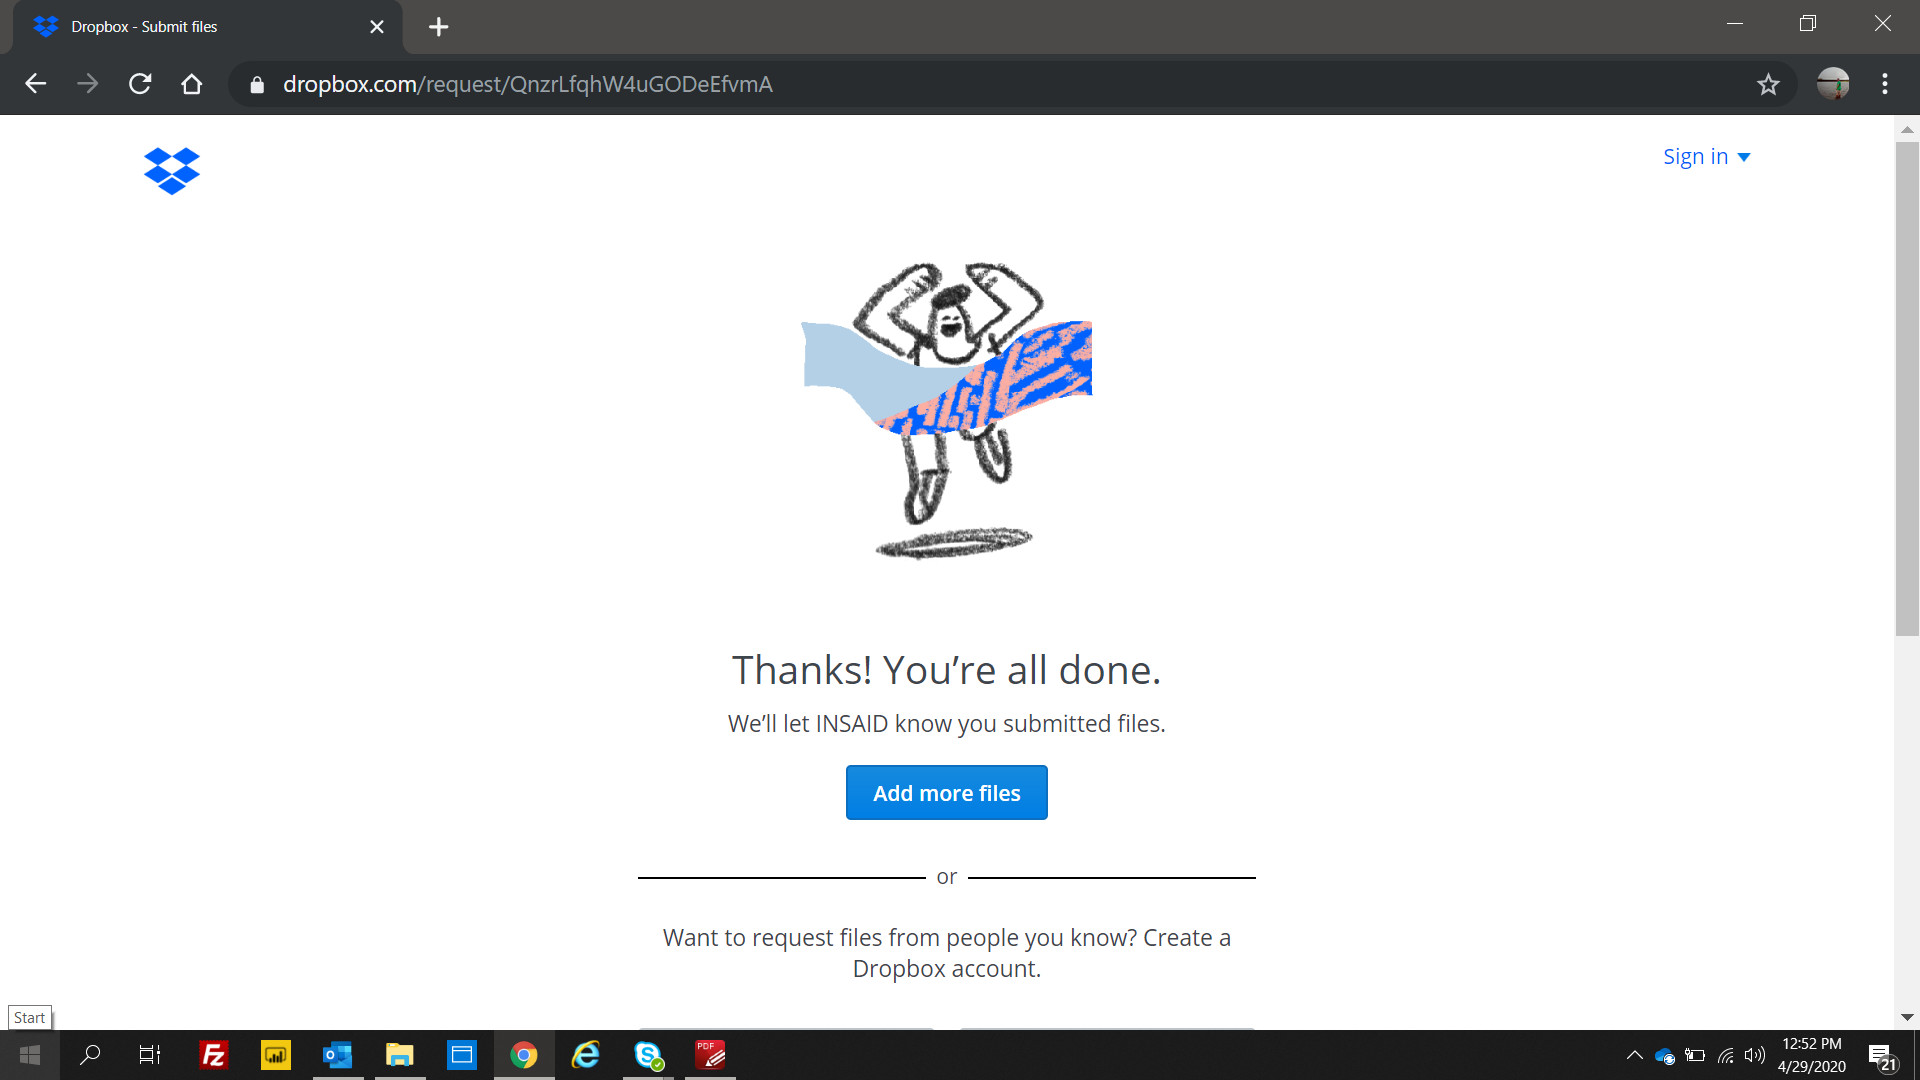 Dropbox - Submit files
dropbox.com/request/QnzrLfqhW4uGODeEfvmA
Sign in
Thanks! You’re all done.
We’ll let INSAID know you submitted files.
Add more files
or
Want to request files from people you know? Create a
Dropbox account.
Start
Fz
o
PDF
12:52 PM
4/29/2020
21